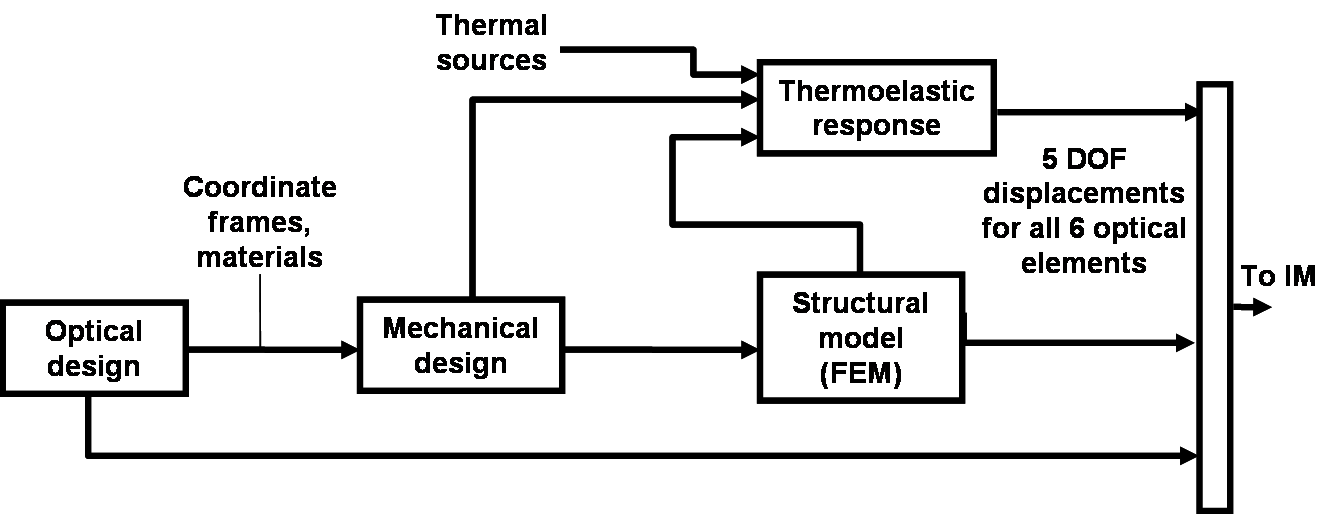 Thermal
sources
Thermoelastic
response
5 DOF
displacements
for all 6 optical
elements
Coordinate
frames,
materials
To IM
Optical
design
Mechanical
design
Structural
model
(FEM)